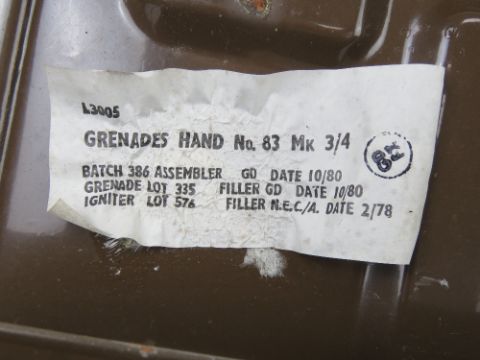 L3005
GRENADES HAND No. 83 MK 3/4
BATCH 386 ASSEMBLER GD DATE 10/80
GRENADE LOT 335 FILLER GD DATE 10/80
IGNITER LOT 576 FILLER N.E.C/A. DATE 2/78